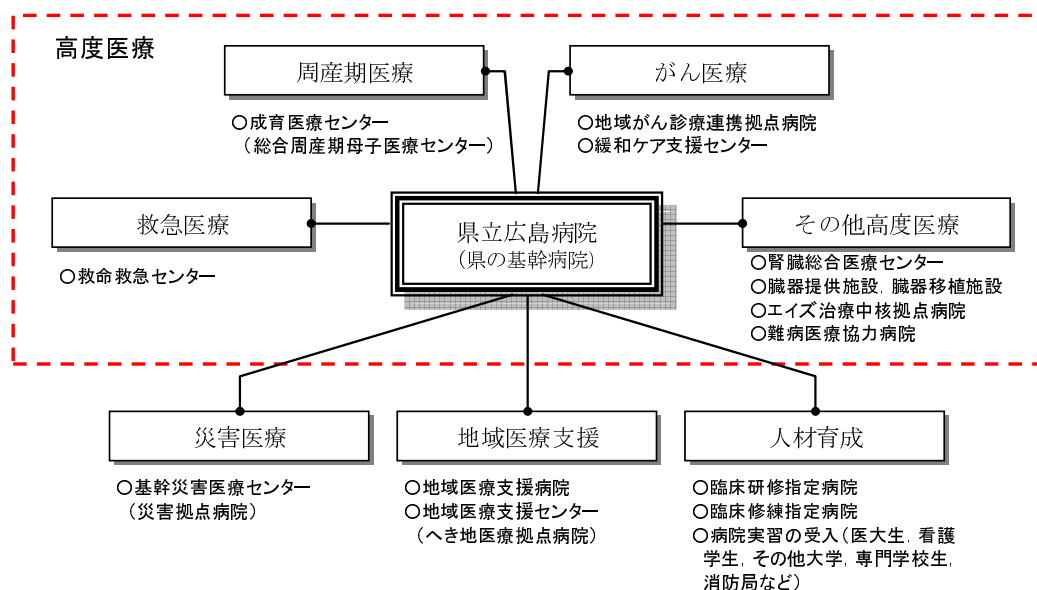 高度医療
周産期医療
○成育医療センター
（総合周産期母子医療センター）
がん医療
○地域がん診療連携拠点病院
○緩和ケア支援センター
救急医療
○救命救急センター
県立広島病院
（県の基幹病院）
その他高度医療
○腎臓総合医療センター
○臓器提供施設，臓器移植施設
○エイズ治療中核拠点病院
○難病医療協力病院
災害医療
○基幹災害医療センター
（災害拠点病院）
地域医療支援
○地域医療支援病院
○地域医療支援センター
（へき地医療拠点病院）
人材育成
○臨床研修指定病院
○臨床修練指定病院
○病院実習の受入（医大生，看護
学生，その他大学，専門学校生，
消防局など）